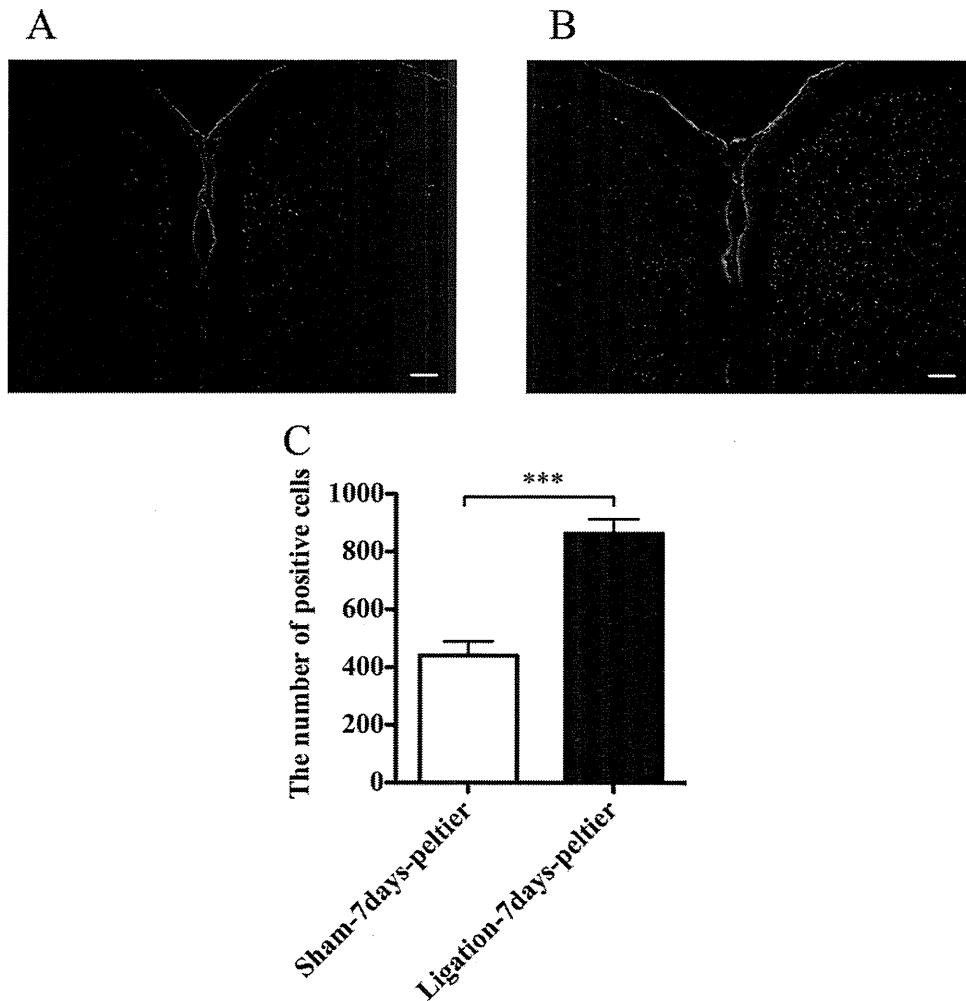 A
B
C
***
The number of positive cells
1000
800
600
400
200
0
Sham-7days-peltier
Ligation-7days-peltier